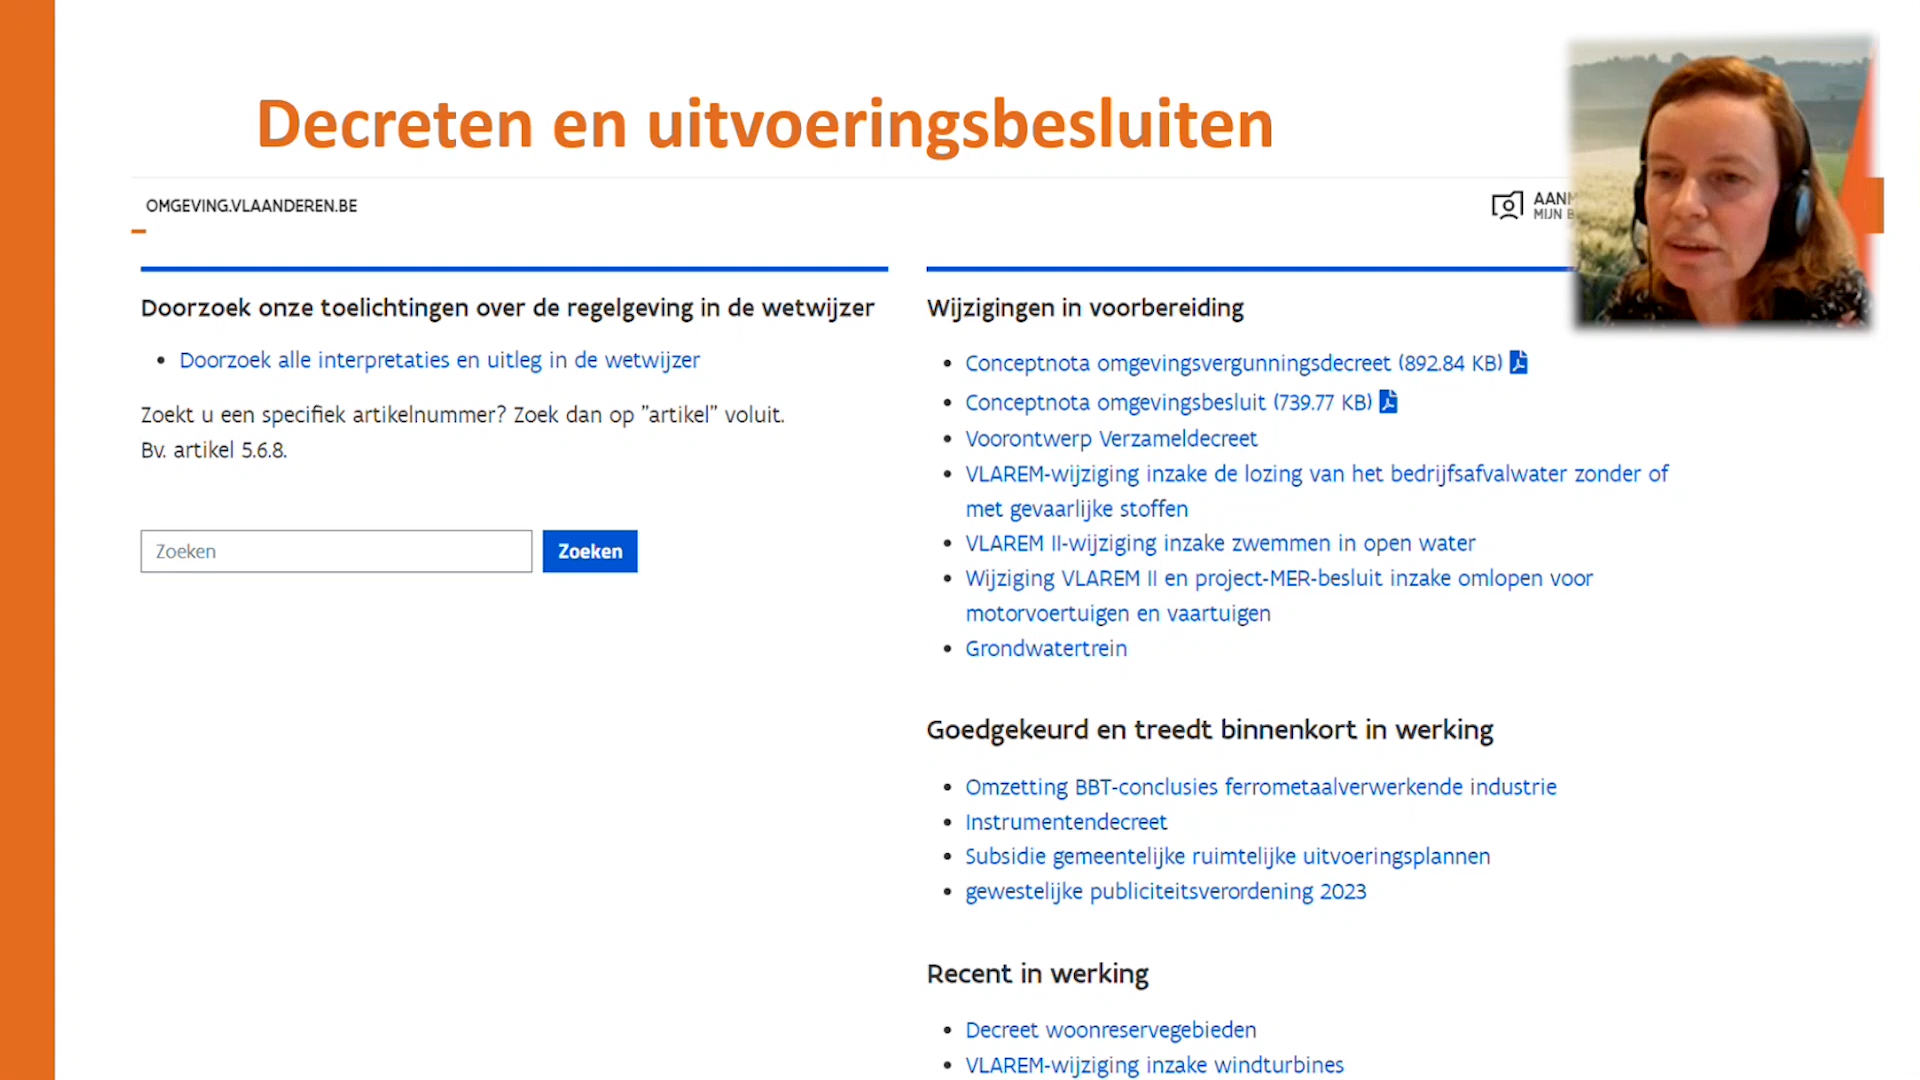 Decreten en uitvoeringsbesluiten
OMGEVING.VLAANDEREN.BE
MIJN
Doorzoek onze toelichtingen over de regelgeving in de wetwijzer
Doorzoek alle interpretaties en uitleg in de wetwijzer
Zoekt u een specifiek artikelnummer? Zoek dan op "artikel" voluit.
Bv. artikel 5.6.8.
Zoeken
Zoeken
Wijzigingen in voorbereiding
Conceptnota omgevingsvergunningsdecreet (892.84 KB)
Conceptnota omgevingsbesluit (739.77 KB)
Voorontwerp Verzameldecreet
VLAREM-wijziging inzake de lozing van het bedrijfsafvalwater zonder of
met gevaarlijke stoffen
VLAREM II-wijziging inzake zwemmen in open water
Wijziging VLAREM II en project-MER-besluit inzake omlopen voor
motorvoertuigen en vaartuigen
Grondwatertrein
Goedgekeurd en treedt binnenkort in werking
Omzetting BBT-conclusies ferrometaalverwerkende industrie
Instrumentendecreet
Subsidie gemeentelijke ruimtelijke uitvoeringsplannen
gewestelijke publiciteitsverordening 2023
Recent in werking
Decreet woonreservegebieden
VLAREM-wijziging inzake windturbines